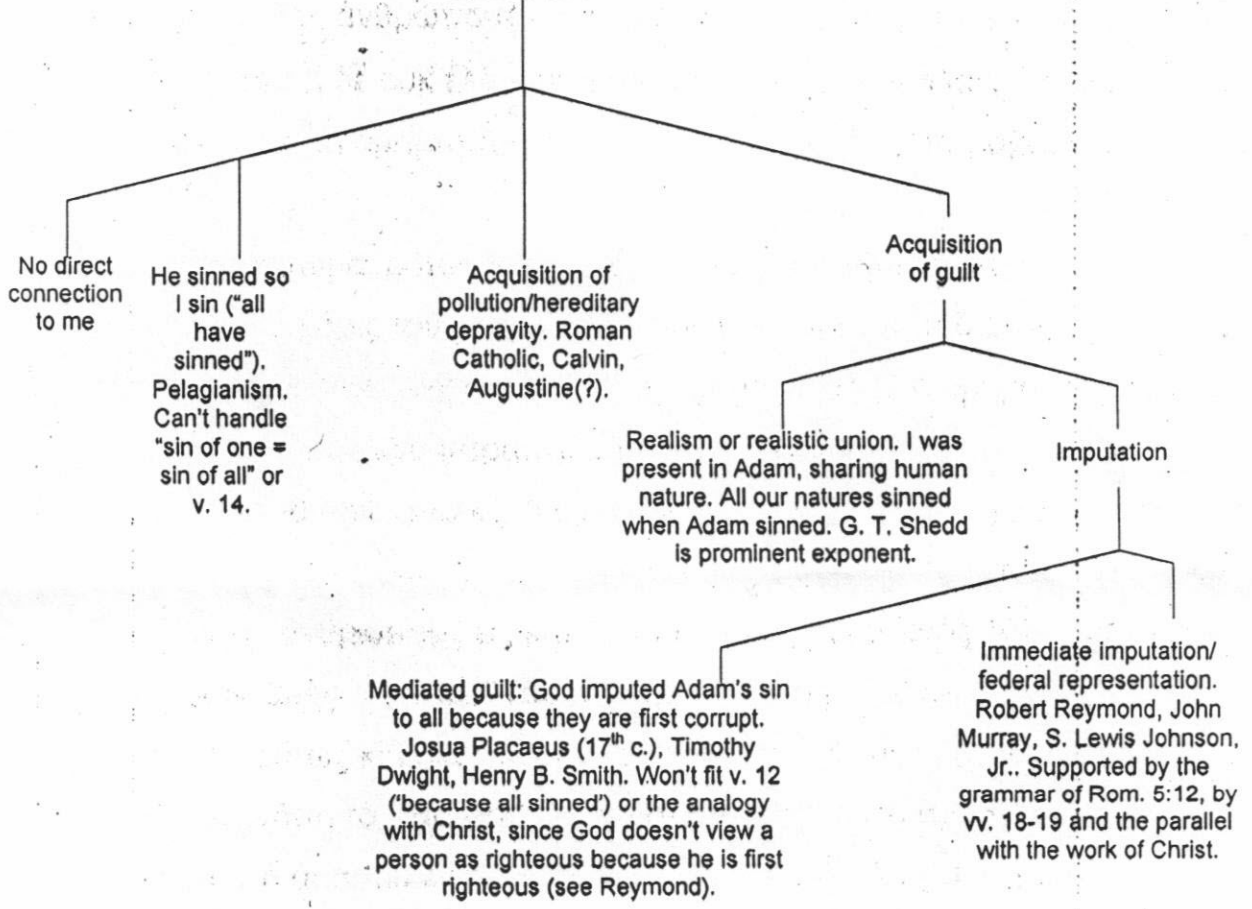 No direct
connection
to me
He sinned so
I sin (“all
have
sinned”).
Pelagianism.
Can't handle
“sin of one =
sin of all” or
v. 14.
Acquisition of
pollution/hereditary
depravity. Roman
Catholic, Calvin,
Augustine(?).
Acquisition
of guilt
Realism or realistic union. I was
present in Adam, sharing human
nature. All our natures sinned
when Adam sinned. G. T. Shedd
is prominent exponent.
Imputation
Mediated guilt: God imputed Adam's sin
to all because they are first corrupt.
Josua Placaeus (17th c.), Timothy
Dwight, Henry B. Smith. Won't fit v. 12
('because all sinned') or the analogy
with Christ, since God doesn't view a
person as righteous because he is first
righteous (see Reymond).
Immediate imputation/
federal representation.
Robert Reymond, John
Murray, S. Lewis Johnson,
Jr.. Supported by the
grammar of Rom. 5:12, by
vv. 18-19 and the parallel
with the work of Christ.